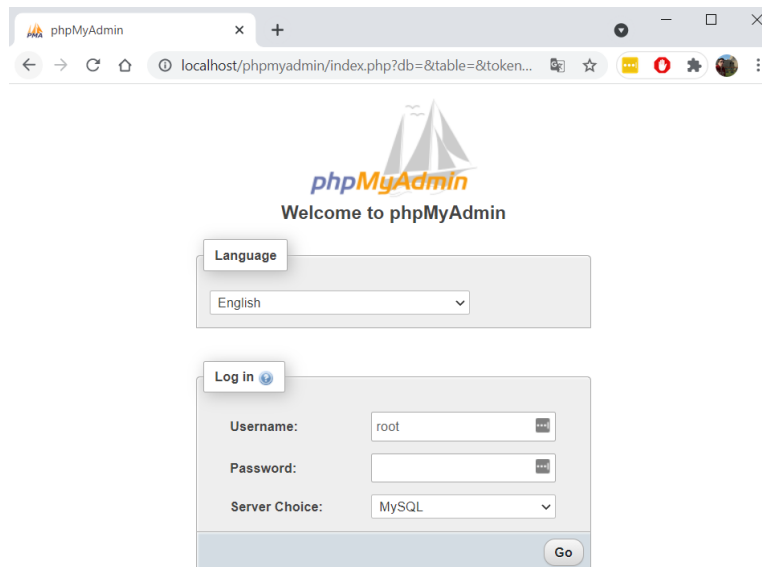 PMA phpMyAdmin
localhost/phpmyadmin/index.php?db=&table=&token...
phpMyAdmin
Welcome to phpMyAdmin
Language
English
Log in
Username:
root
Password:
Server Choice:
MySQL
Go